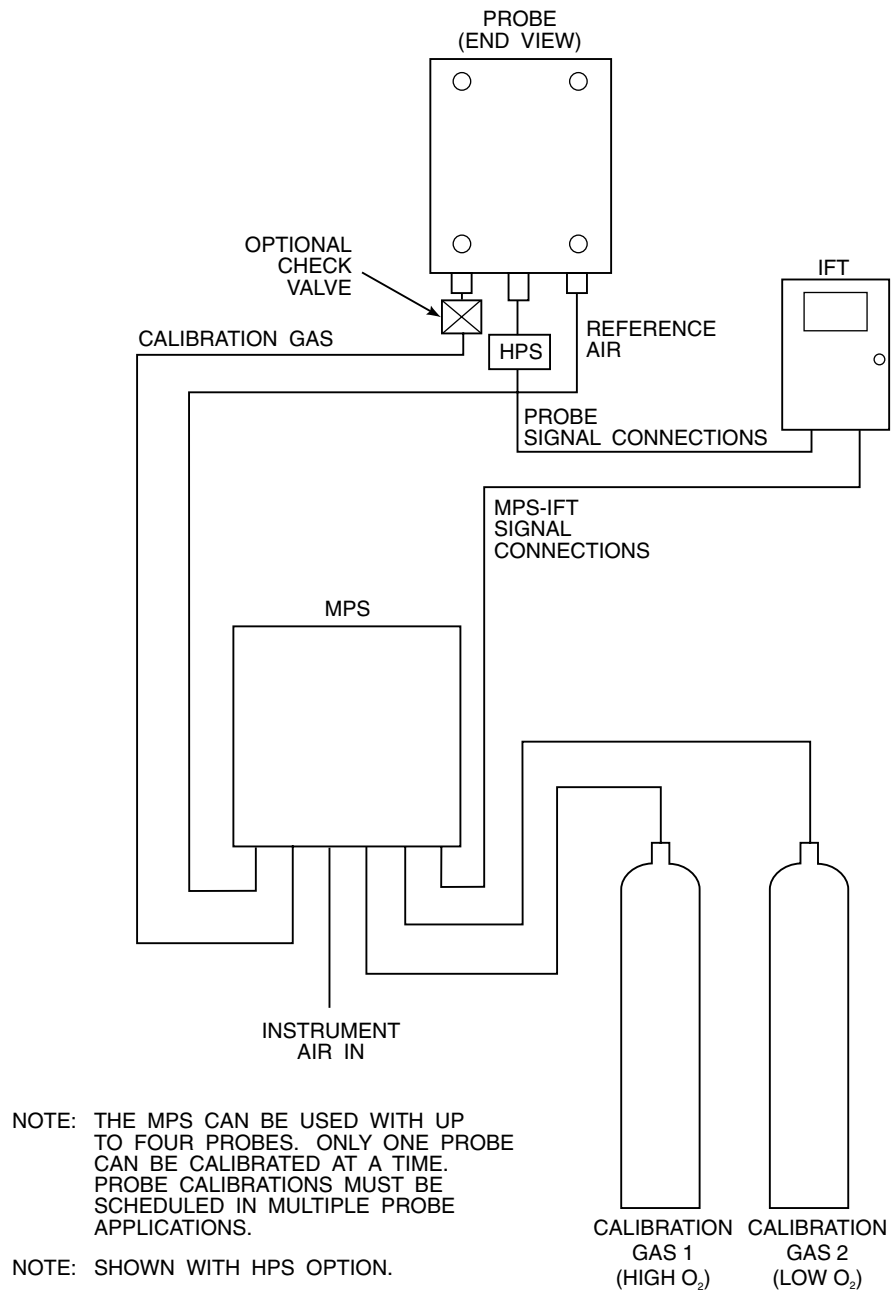 PROBE
(END VIEW)
OPTIONAL
CHECK
VALVE
IFT
CALIBRATION GAS
HPS
REFERENCE
AIR
PROBE
SIGNAL CONNECTIONS
MPS-IFT
SIGNAL
CONNECTIONS
MPS
INSTRUMENT
AIR IN
NOTE: THE MPS CAN BE USED WITH UP
TO FOUR PROBES. ONLY ONE PROBE
CAN BE CALIBRATED AT A TIME.
PROBE CALIBRATIONS MUST BE
SCHEDULED IN MULTIPLE PROBE
APPLICATIONS.
NOTE: SHOWN WITH HPS OPTION.
CALIBRATION
GAS 1
(HIGH O₂)
CALIBRATION
GAS 2
(LOW O₂)